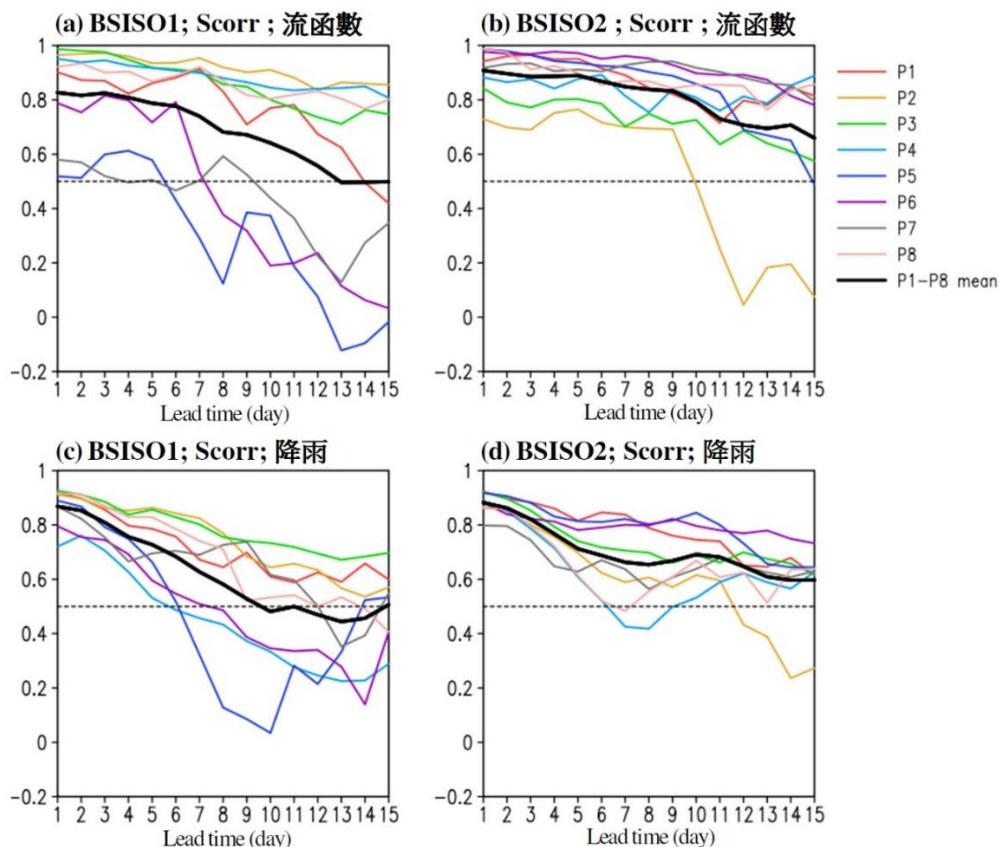 (a) BSISO1; Scorr ; 流函數
(b) BSISO2 ; Scorr ; 流函數
1
0.8
0.6
0.4
0.2
0
−0.2
1 2 3 4 5 6 7 8 9 10 11 12 13 14 15
Lead time (day)
1
0.8
0.6
0.4
0.2
0
−0.2
1 2 3 4 5 6 7 8 9 10 11 12 13 14 15
Lead time (day)
P1
P2
P3
P4
P5
P6
P7
P8
P1−P8 mean
(c) BSISO1; Scorr; 降雨
(d) BSISO2; Scorr; 降雨
1
0.8
0.6
0.4
0.2
0
−0.2
1 2 3 4 5 6 7 8 9 10 11 12 13 14 15
Lead time (day)
1
0.8
0.6
0.4
0.2
0
−0.2
1 2 3 4 5 6 7 8 9 10 11 12 13 14 15
Lead time (day)